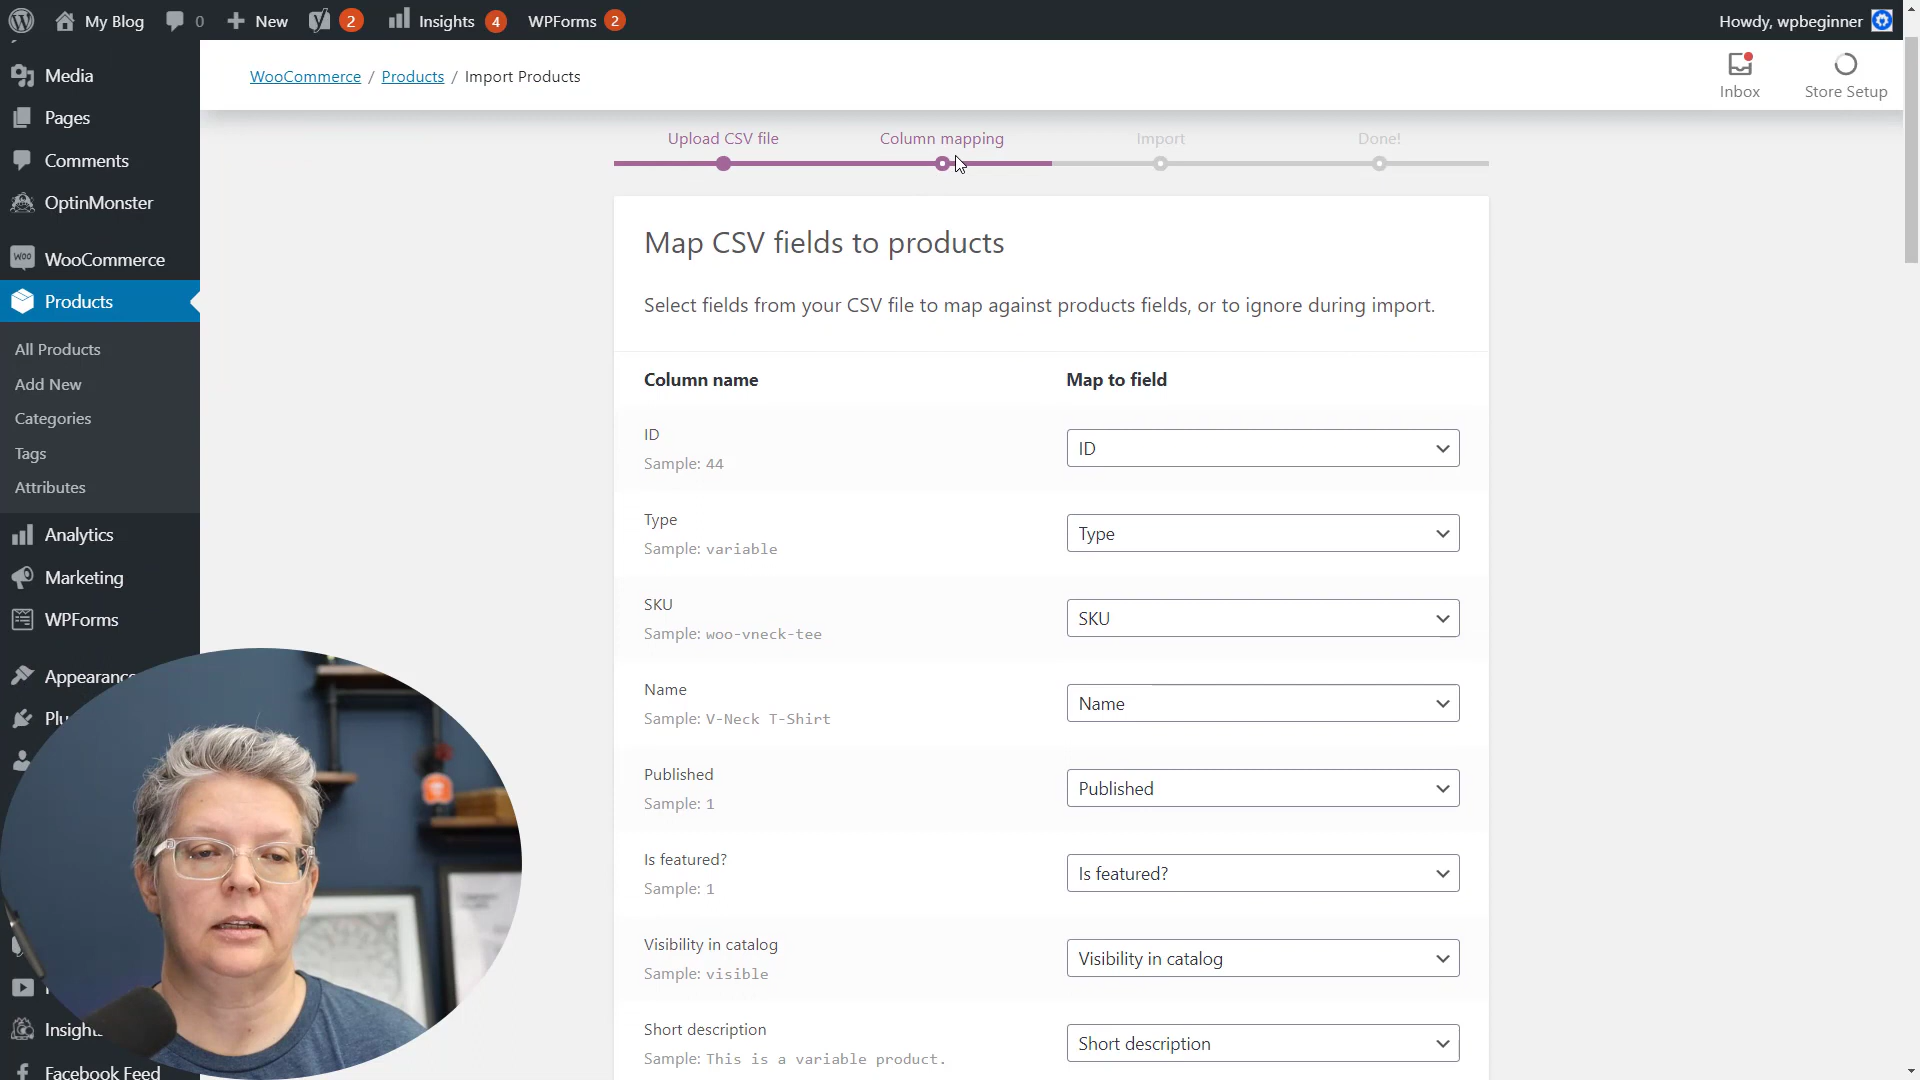 My Blog 0 New 2 Insights 4 WPForms 2 Howdy, wpbeginner
Media
Pages
Comments
OptinMonster
WooCommerce
Products
All Products
Add New
Categories
Tags
Attributes
Analytics
Marketing
WPForms
Appearance
Plu
Insights
Facebook Feed
WooCommerce / Products / Import Products
Inbox
Store Setup
Upload CSV file Column mapping Import Done!
Map CSV fields to products
Select fields from your CSV file to map against products fields, or to ignore during import.
Column name Map to field
ID
Sample: 44
ID
Type
Sample: variable
Type
SKU
Sample: woo-vneck-tee
SKU
Name
Sample: V-Neck T-Shirt
Name
Published
Sample: 1
Published
Is featured?
Sample: 1
Is featured?
Visibility in catalog
Sample: visible
Visibility in catalog
Short description
Sample: This is a variable product.
Short description